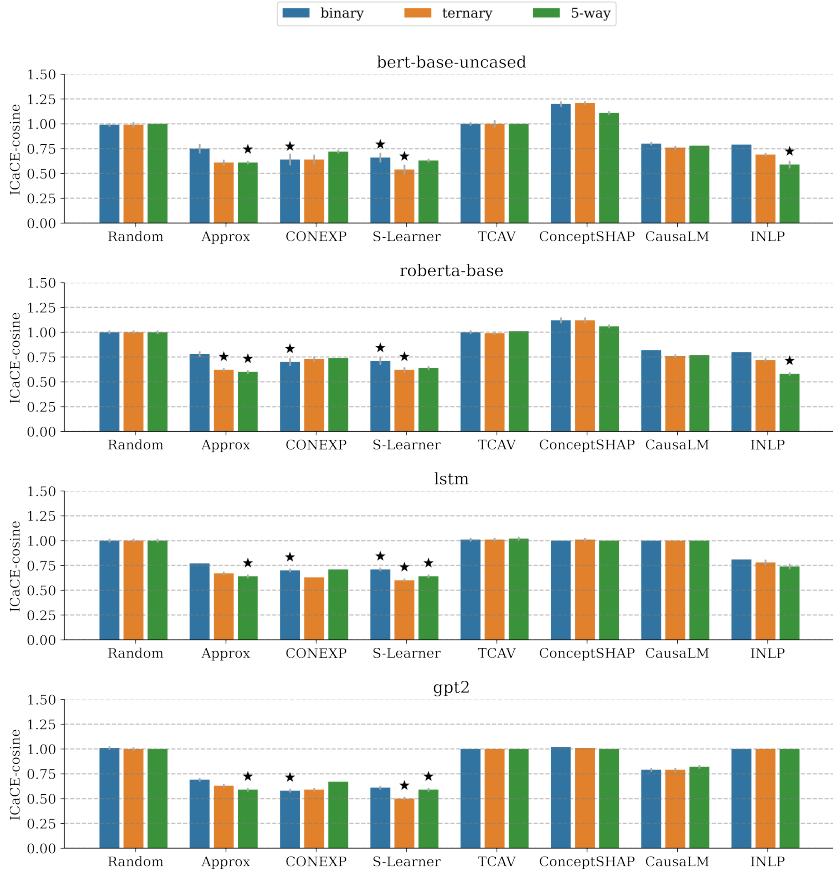 binary ternary 5-way
bert-base-uncased
ICaCE-cosine
1.50
1.25
1.00
0.75
0.50
0.25
0.00
Random Approx CONEXP S-Learner TCAV ConceptSHAP CausaLM INLP
roberta-base
ICaCE-cosine
1.50
1.25
1.00
0.75
0.50
0.25
0.00
Random Approx CONEXP S-Learner TCAV ConceptSHAP CausaLM INLP
lstm
ICaCE-cosine
1.50
1.25
1.00
0.75
0.50
0.25
0.00
Random Approx CONEXP S-Learner TCAV ConceptSHAP CausaLM INLP
gpt2
ICaCE-cosine
1.50
1.25
1.00
0.75
0.50
0.25
0.00
Random Approx CONEXP S-Learner TCAV ConceptSHAP CausaLM INLP